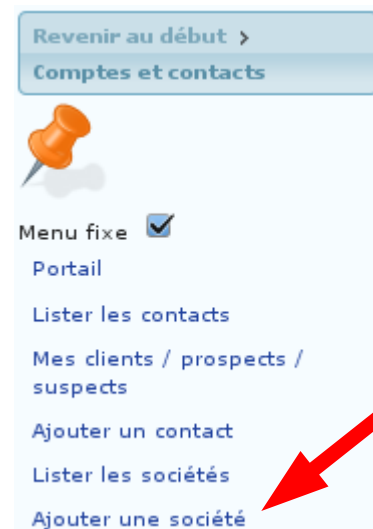 Revenir au début >
Comptes et contacts
Menu fixe
Portail
Lister les contacts
Mes clients / prospects /
suspects
Ajouter un contact
Lister les sociétés
Ajouter une société